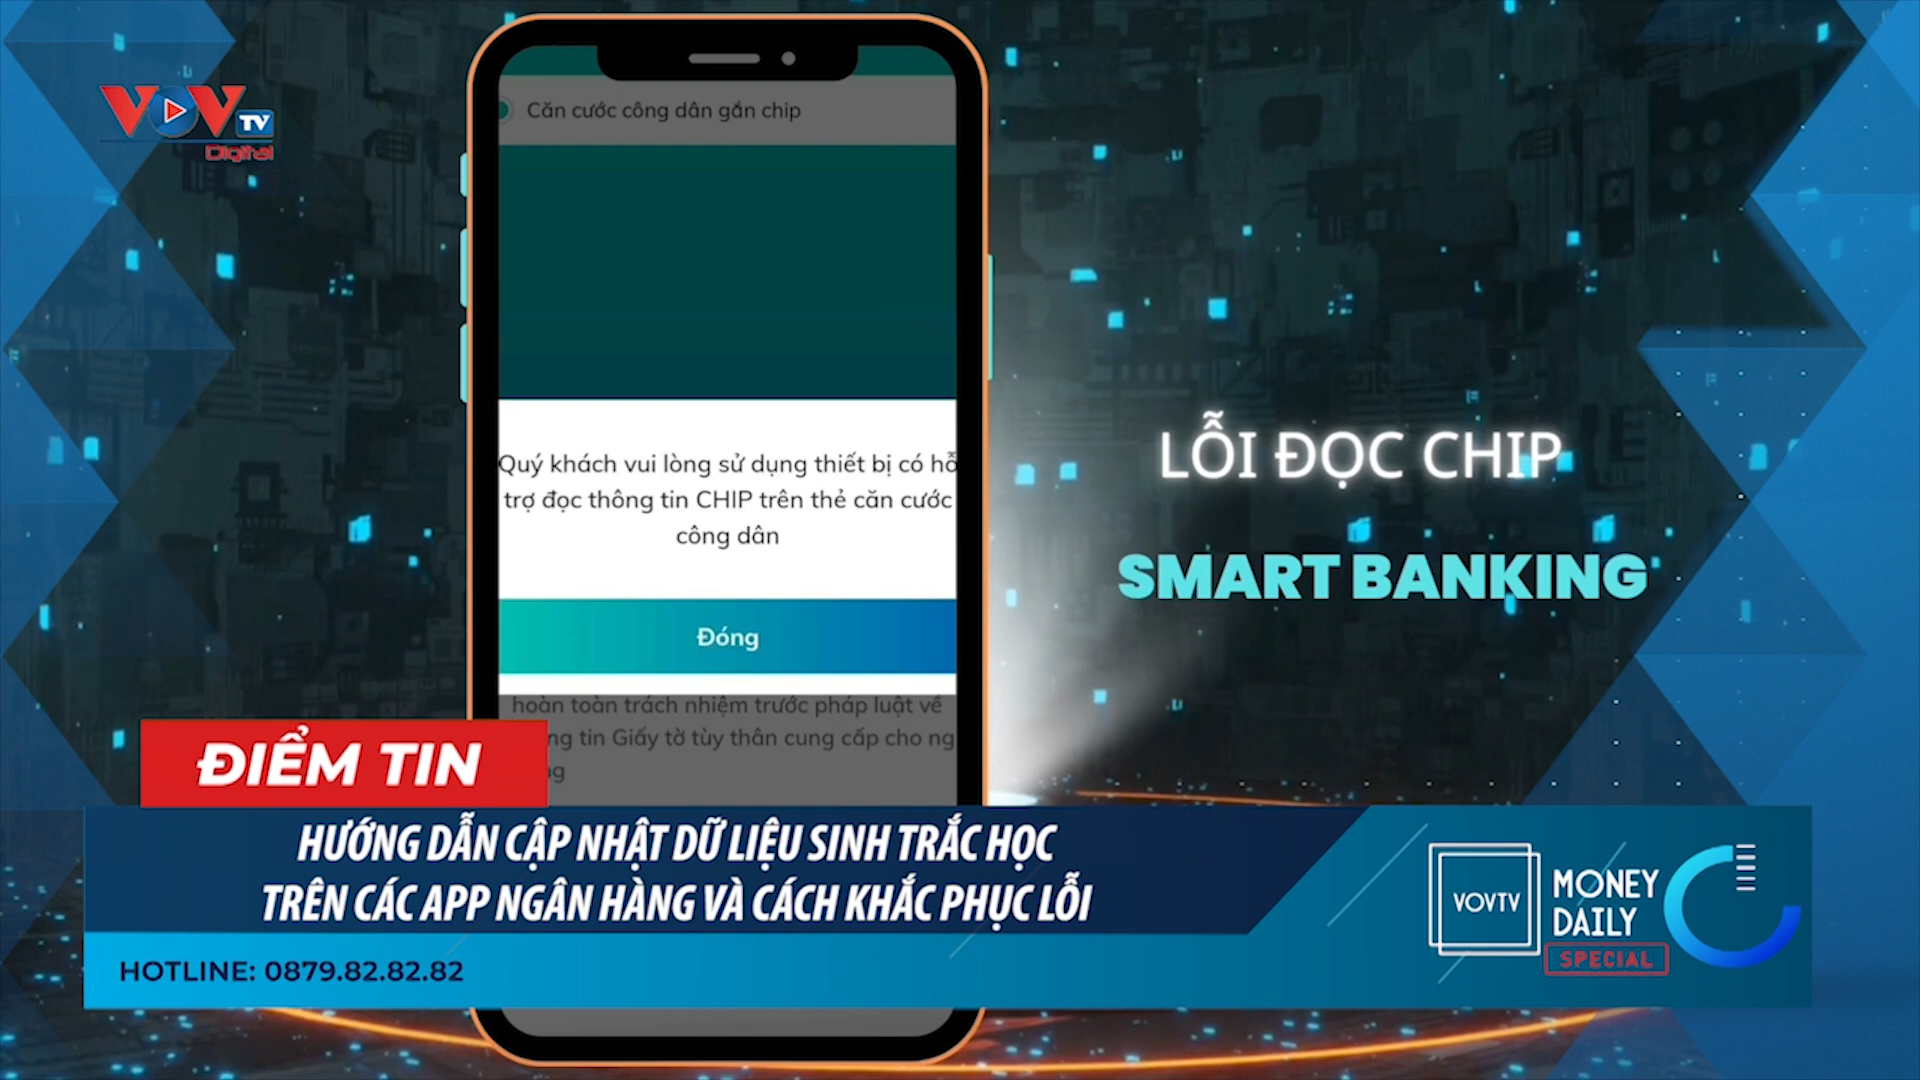 VOV TV
Digital
Căn cước công dân gắn chip
Quý khách vui lòng sử dụng thiết bị có hỗ
trợ đọc thông tin CHIP trên thẻ căn cước
công dân
Đóng
hoàn toàn trách nhiệm trước pháp luật về
tin Giấy tờ tùy thân cung cấp cho
LỖI ĐỌC CHIP
SMART BANKING
ĐIỂM TIN
HƯỚNG DẪN CẬP NHẬT DỮ LIỆU SINH TRẮC HỌC
TRÊN CÁC APP NGÂN HÀNG VÀ CÁCH KHẮC PHỤC LỖI
HOTLINE: 0879.82.82.82
VOVTV
MONEY
DAILY
SPECIAL